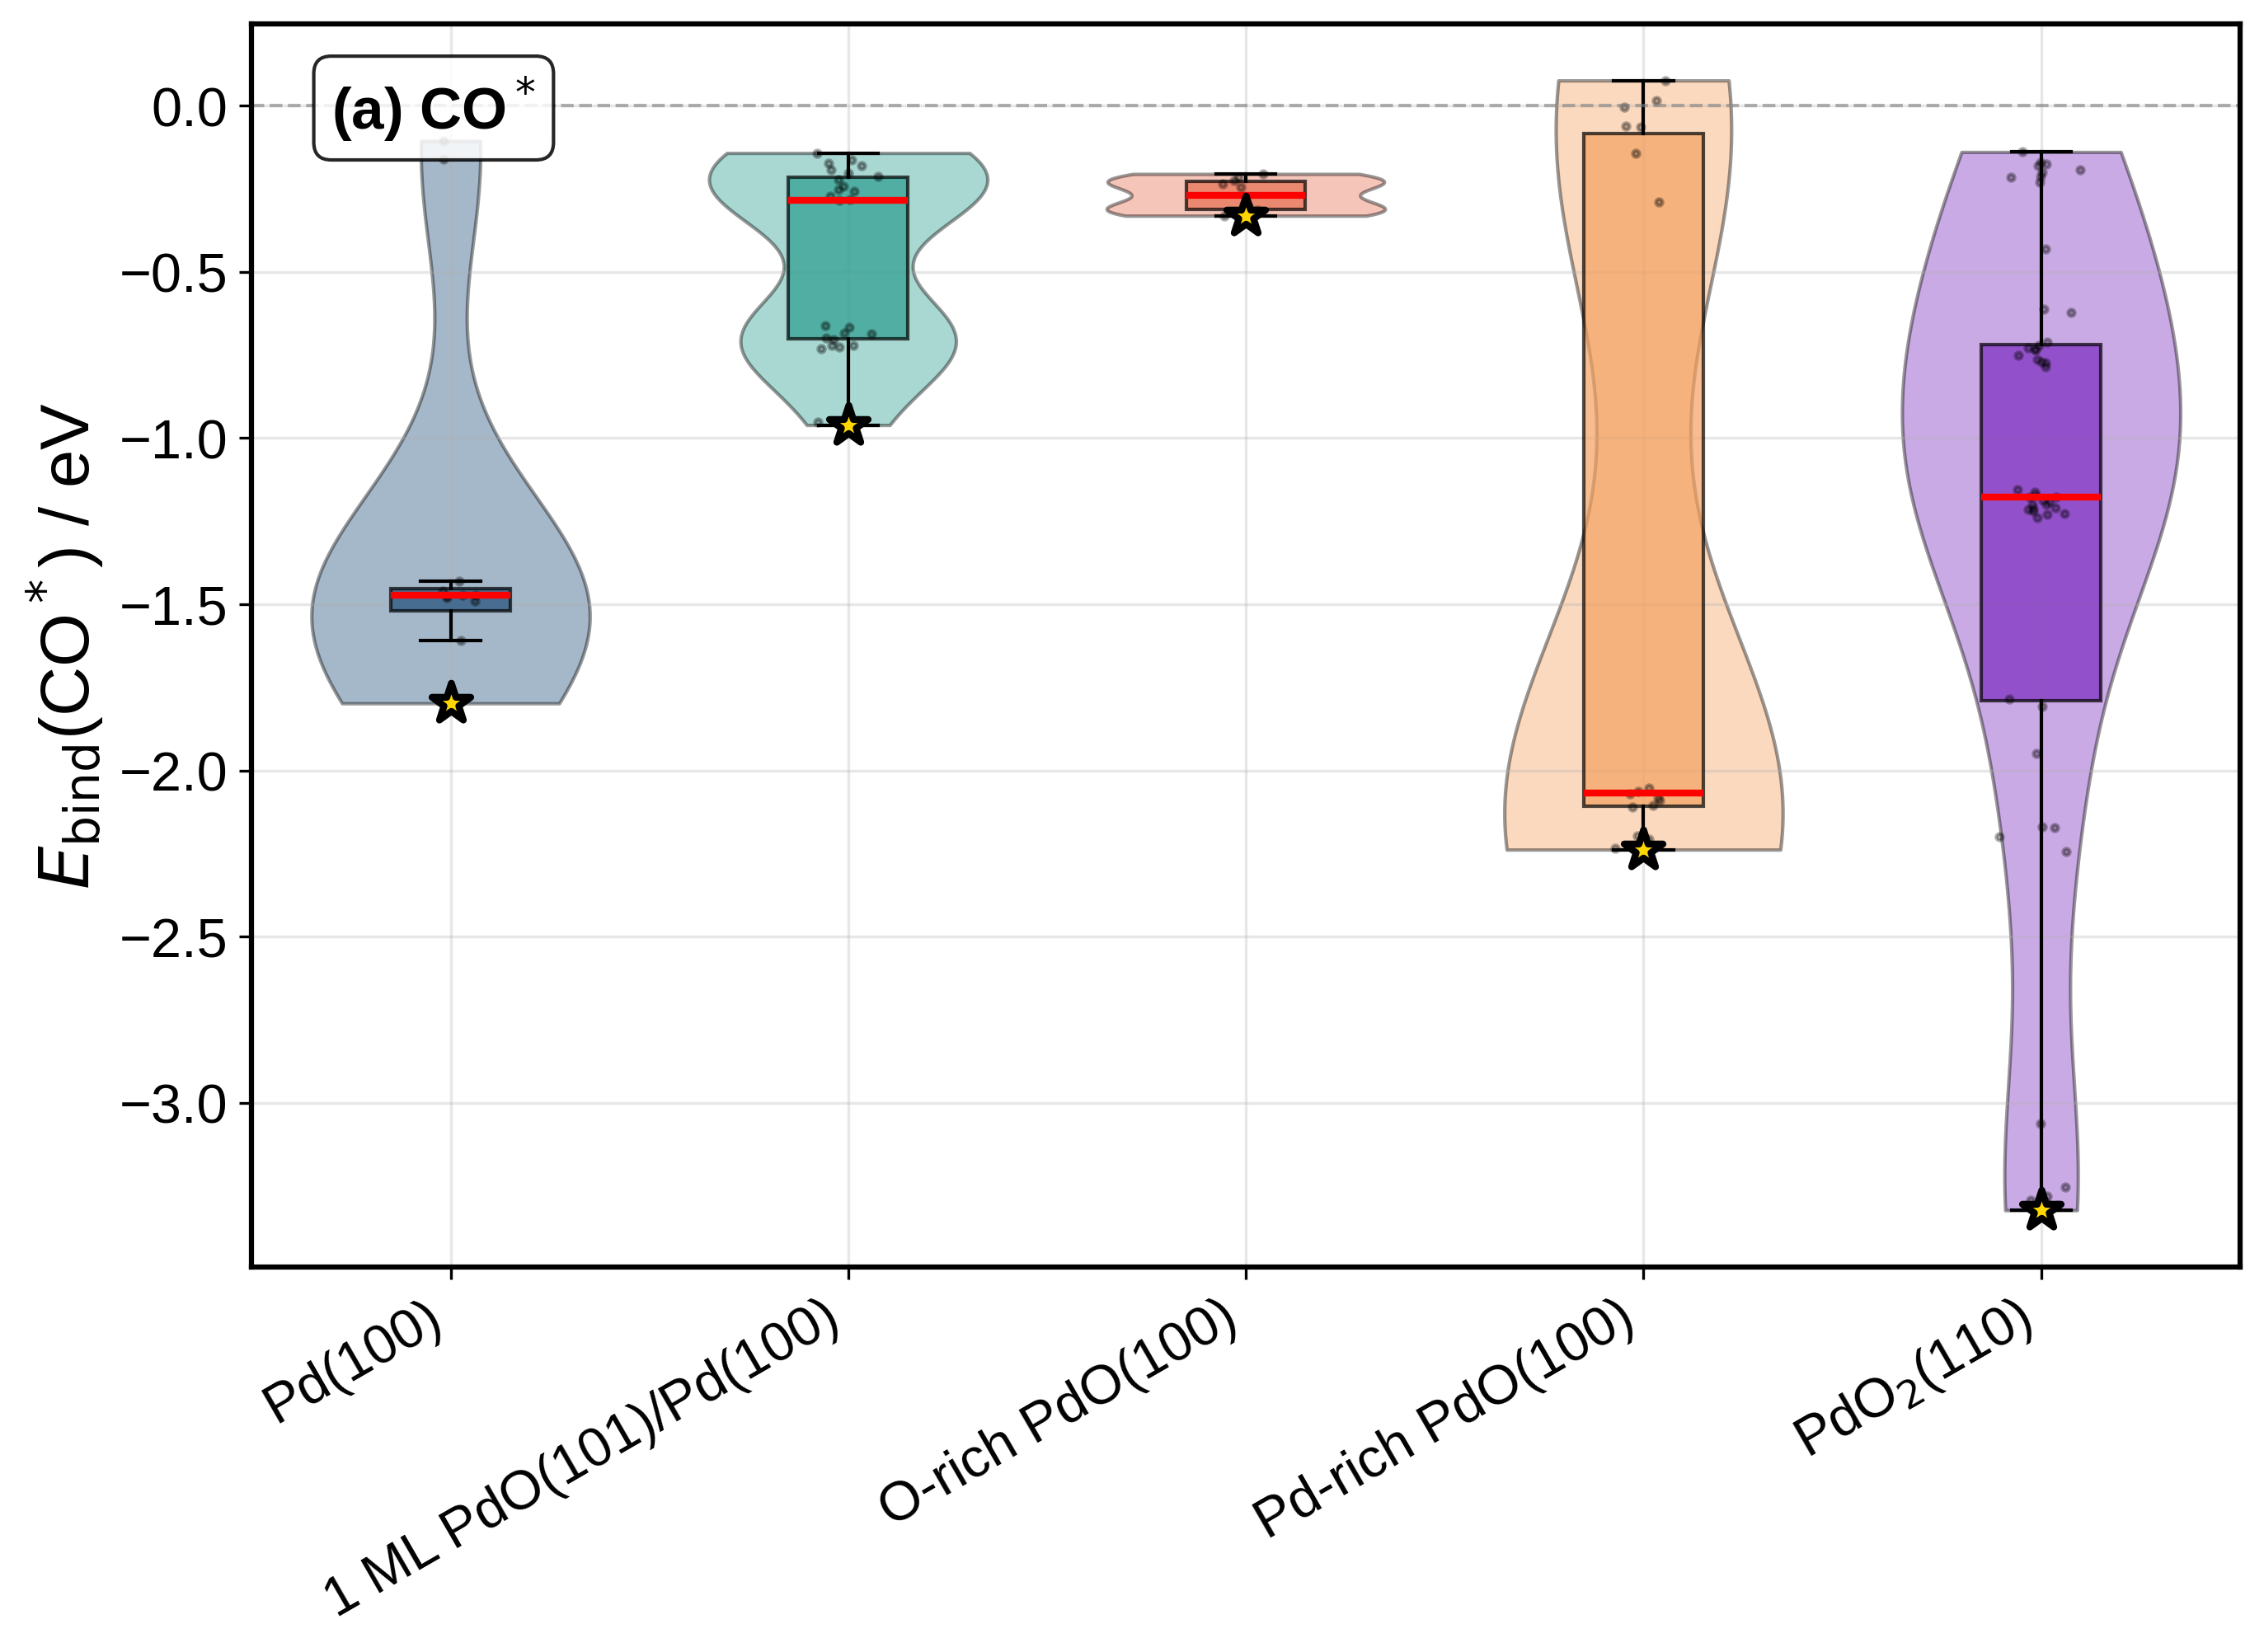 (a) CO*
E_bind(CO*) / eV
0.0
−0.5
−1.0
−1.5
−2.0
−2.5
−3.0
Pd(100)
1 ML PdO(101)/Pd(100)
O-rich PdO(100)
Pd-rich PdO(100)
PdO₂(110)